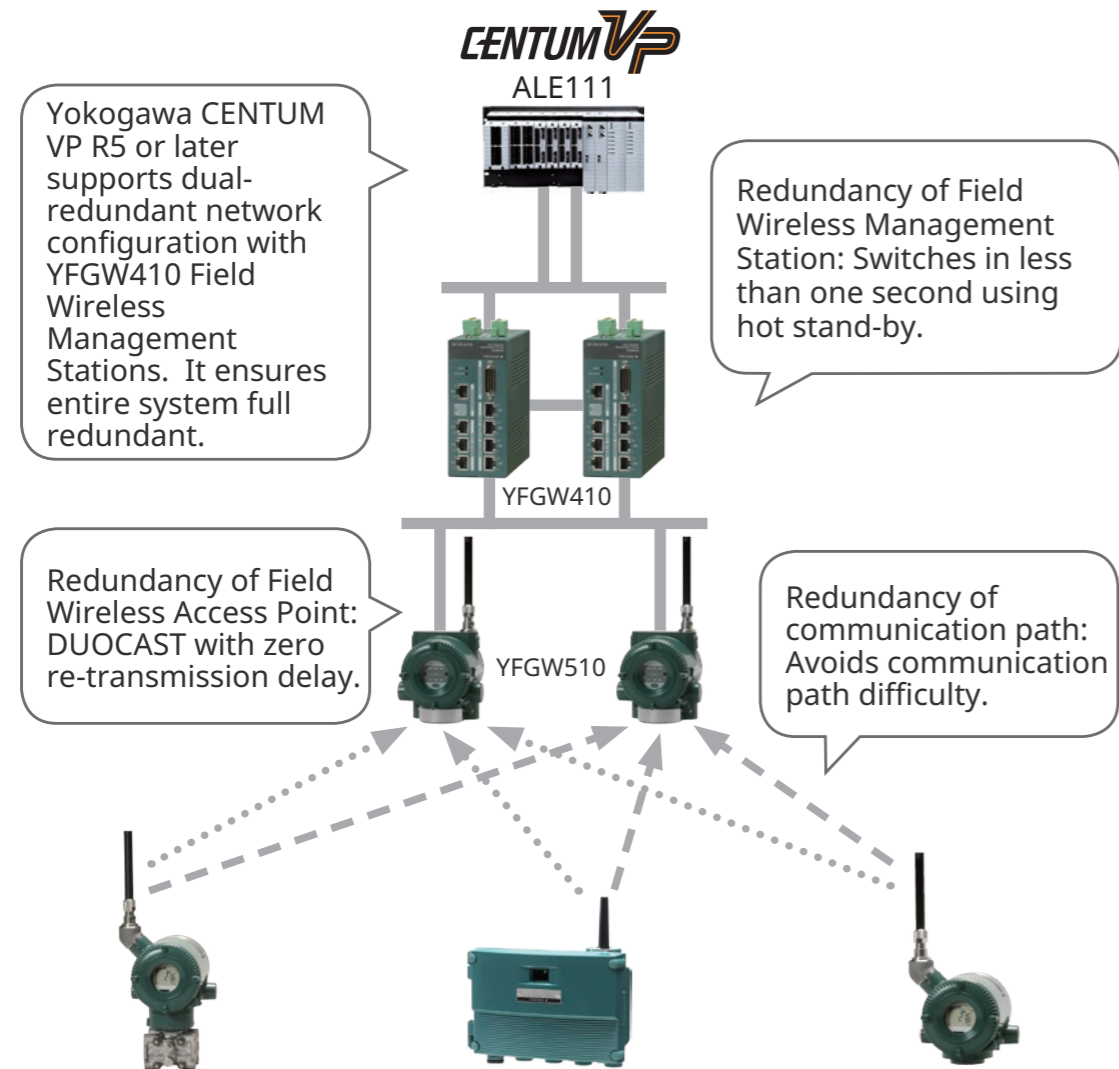 CENTUM VP
ALE111
Yokogawa CENTUM
VP R5 or later
supports dual-
redundant network
configuration with
YFGW410 Field
Wireless
Management
Stations.  It ensures
entire system full
redundant.
Redundancy of Field
Wireless Management
Station: Switches in less
than one second using
hot stand-by.
YFGW410
Redundancy of Field
Wireless Access Point:
DUOCAST with zero
re-transmission delay.
YFGW510
Redundancy of
communication path:
Avoids communication
path difficulty.